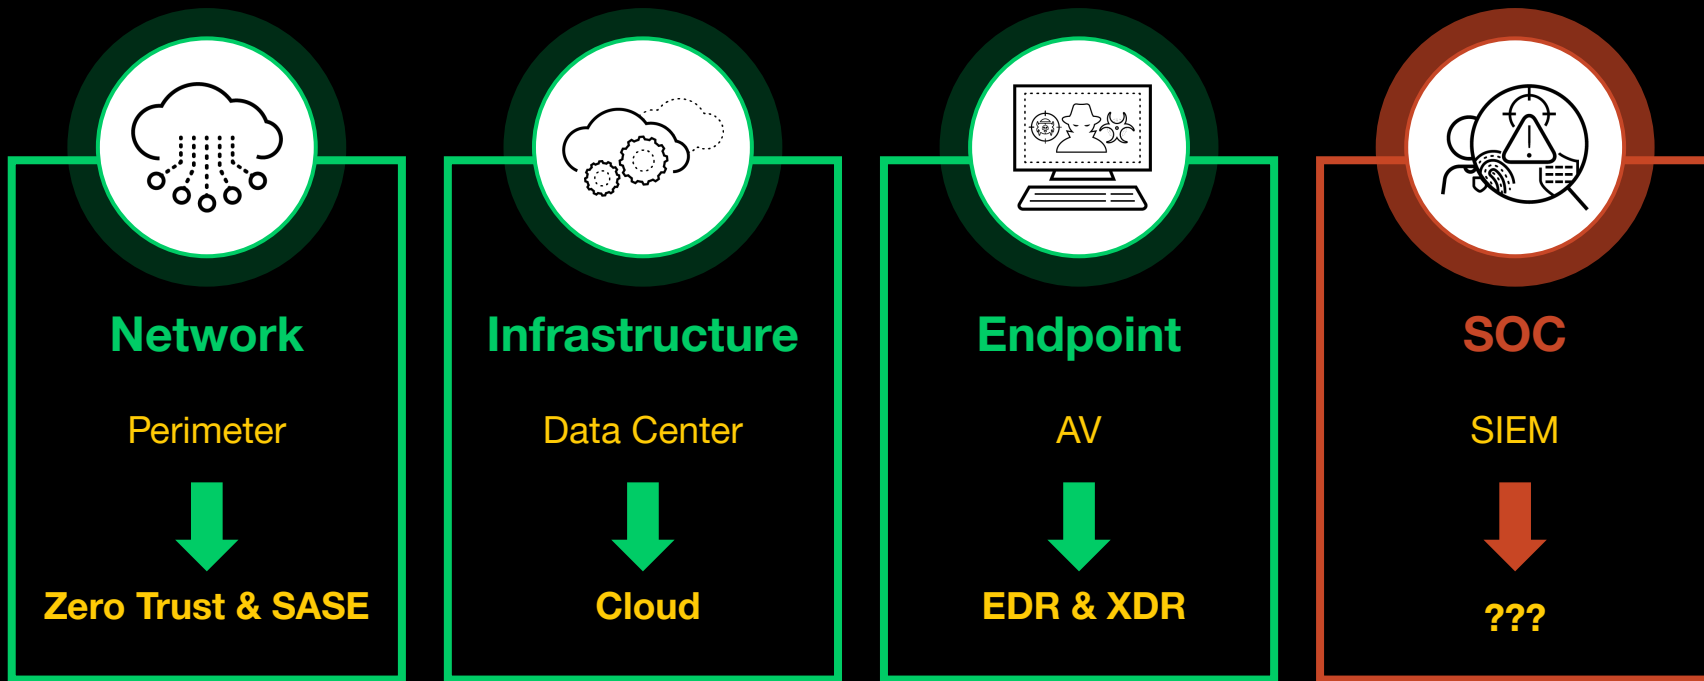 Network
Perimeter
Zero Trust & SASE
Infrastructure
Data Center
Cloud
Endpoint
AV
EDR & XDR
SOC
SIEM
???